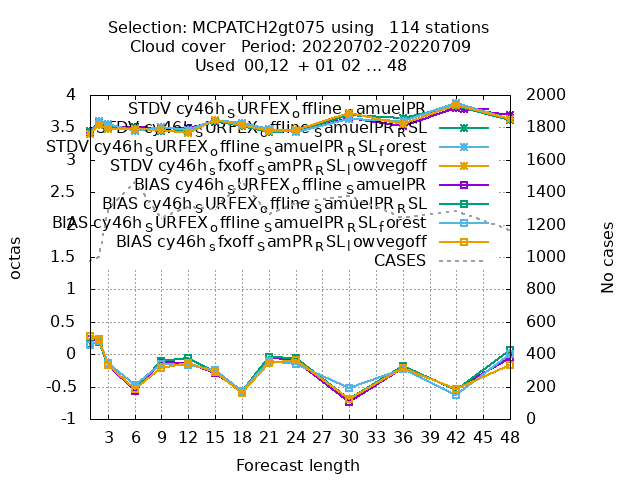 Selection: MCPATCH2gt075 using   114 stations
Cloud cover   Period: 20220702-20220709
Used  00,12  + 01 02 ... 48
STDV cy46h_SURFEX_offline_samuelPR
STDV cy46h_SURFEX_offline_SamuelPR_RSL
STDV cy46h_SURFEX_offline_SamuelPR_RSL_forest
STDV cy46h_sfxoff_SamPR_RSL_lowvegoff
BIAS cy46h_SURFEX_offline_samuelPR
BIAS cy46h_SURFEX_offline_SamuelPR_RSL
BIAS cy46h_SURFEX_offline_SamuelPR_RSL_forest
BIAS cy46h_sfxoff_SamPR_RSL_lowvegoff
CASES
4
3.5
3
2.5
2
1.5
1
0.5
0
-0.5
-1
octas
2000
1800
1600
1400
1200
1000
800
600
400
200
0
No cases
3 6 9 12 15 18 21 24 27 30 33 36 39 42 45 48
Forecast length